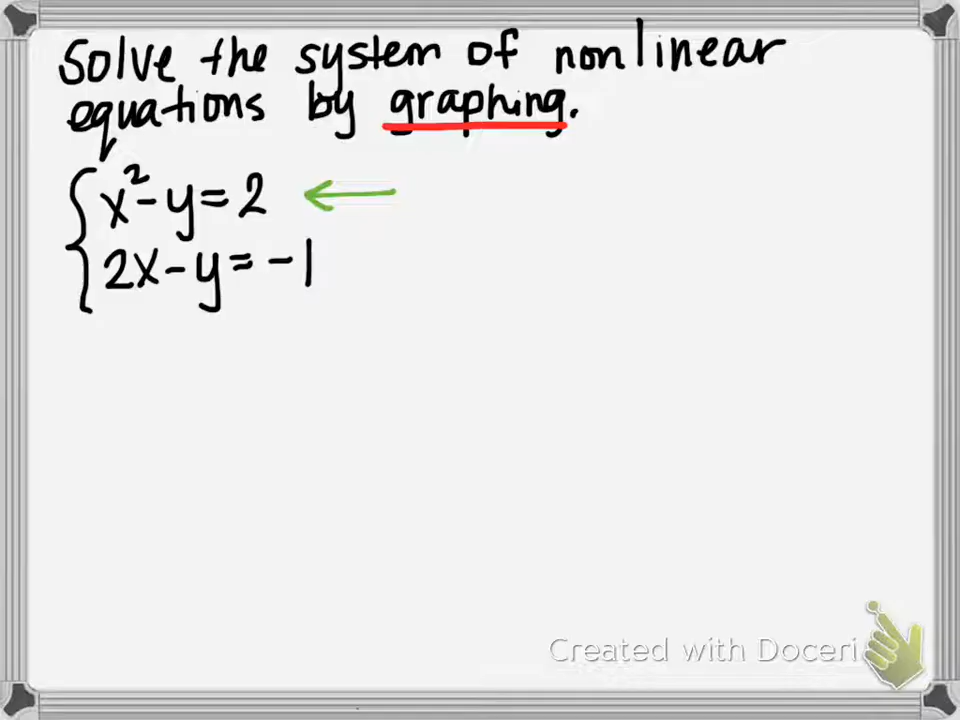 Solve the system of nonlinear
equations by graphing.
x²-y=2
2x-y=-1
Created with Doceri